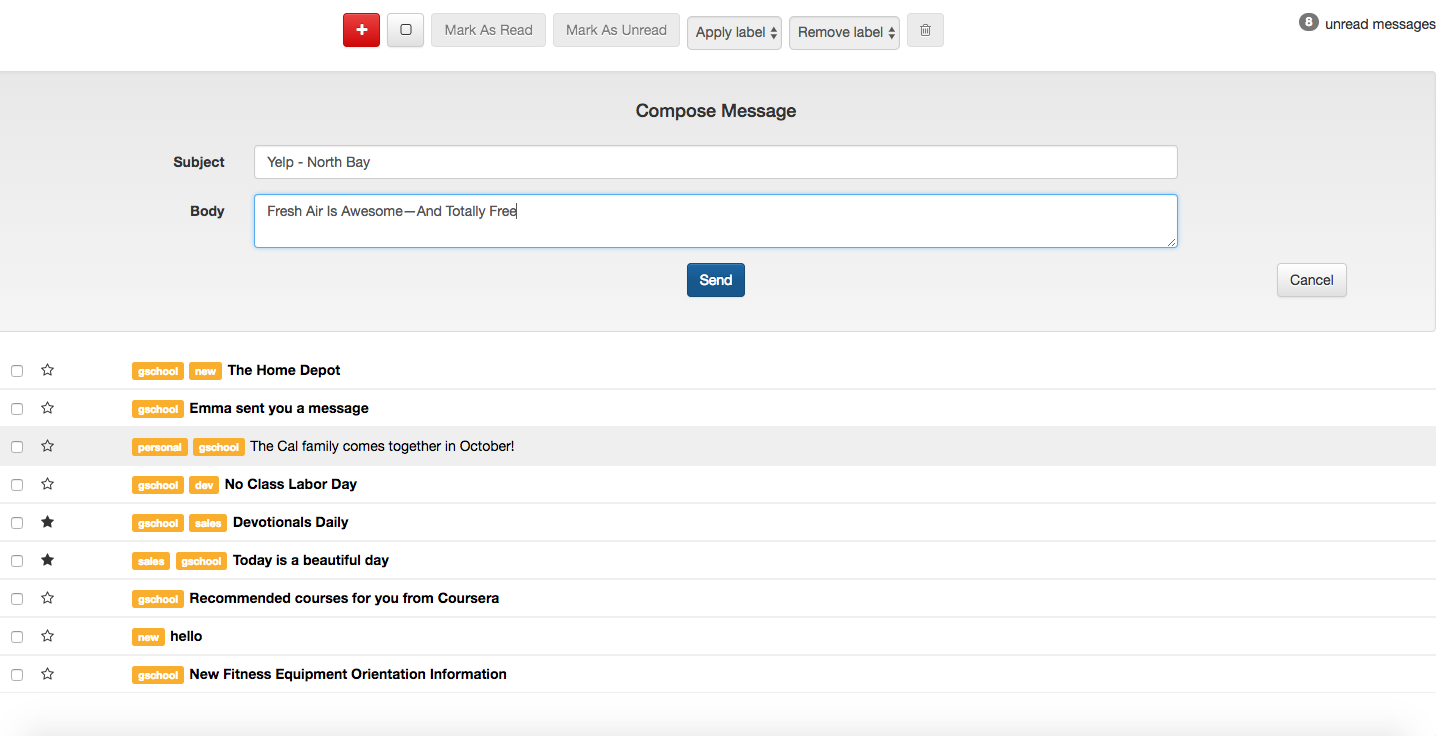 + Mark As Read Mark As Unread Apply label Remove label 8 unread messages
Compose Message
Subject Yelp - North Bay
Body Fresh Air Is Awesome—And Totally Free
Send Cancel
gschool new The Home Depot
gschool Emma sent you a message
personal gschool The Cal family comes together in October!
gschool dev No Class Labor Day
gschool sales Devotionals Daily
sales gschool Today is a beautiful day
gschool Recommended courses for you from Coursera
new hello
gschool New Fitness Equipment Orientation Information